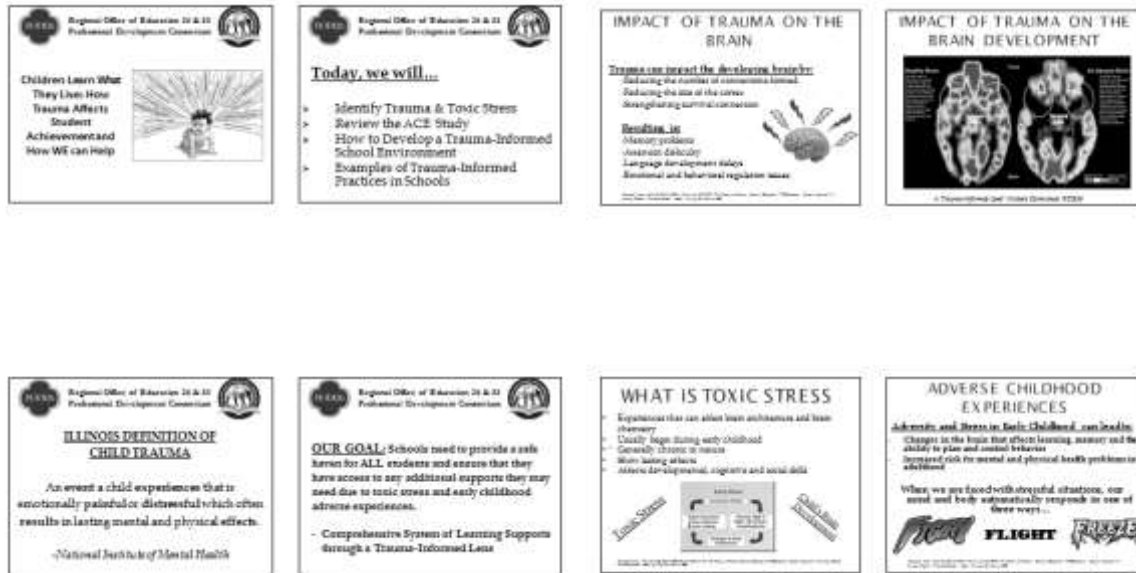 Regional Office of Education
Professional Development Consortium
Children Learn What
They Live: How
Trauma Affects
Student
Achievement and
How WE can Help
Regional Office of Education
Professional Development Consortium
Today, we will...
Identify Trauma & Toxic Stress
Review the ACE Study
How to Develop a Trauma-Informed
School Environment
Examples of Trauma-Informed
Practices in Schools
IMPACT OF TRAUMA ON THE
BRAIN
Trauma can impact the developing brain by:
-Reducing the number of connections formed
-Reducing the size of the cortex
-Strengthening survival connection
Resulting in:
-Memory problems
-Language development delays
-Emotional and behavioral regulation issues
IMPACT OF TRAUMA ON THE
BRAIN DEVELOPMENT
Regional Office of Education
Professional Development Consortium
ILLINOIS DEFINITION OF
CHILD TRAUMA
An event a child experiences that is
emotionally painful or distressful which often
results in lasting mental and physical effects.
-National Institute of Mental Health
Regional Office of Education
Professional Development Consortium
OUR GOAL: Schools need to provide a safe
haven for ALL students and ensure that they
have access to any additional supports they may
need due to toxic stress and early childhood
adverse experiences.
- Comprehensive System of Learning Supports
through a Trauma-Informed Lens
WHAT IS TOXIC STRESS
Experiences that can affect brain architecture and brain
chemistry
Usually begin during early childhood
Generally chronic in nature
Have lasting effects
Affects developmental, cognitive and social skills
Toxic Stress
Child's Brain
Development
ADVERSE CHILDHOOD
EXPERIENCES
Adversity and Stress in Early Childhood can lead to:
Changes in the brain that affects learning, memory and the
ability to plan and control behavior
Increased risk for mental and physical health problems in
adulthood
When we are faced with stressful situations, our
mind and body automatically responds in one of
three ways...
FIGHT FLIGHT FREEZE